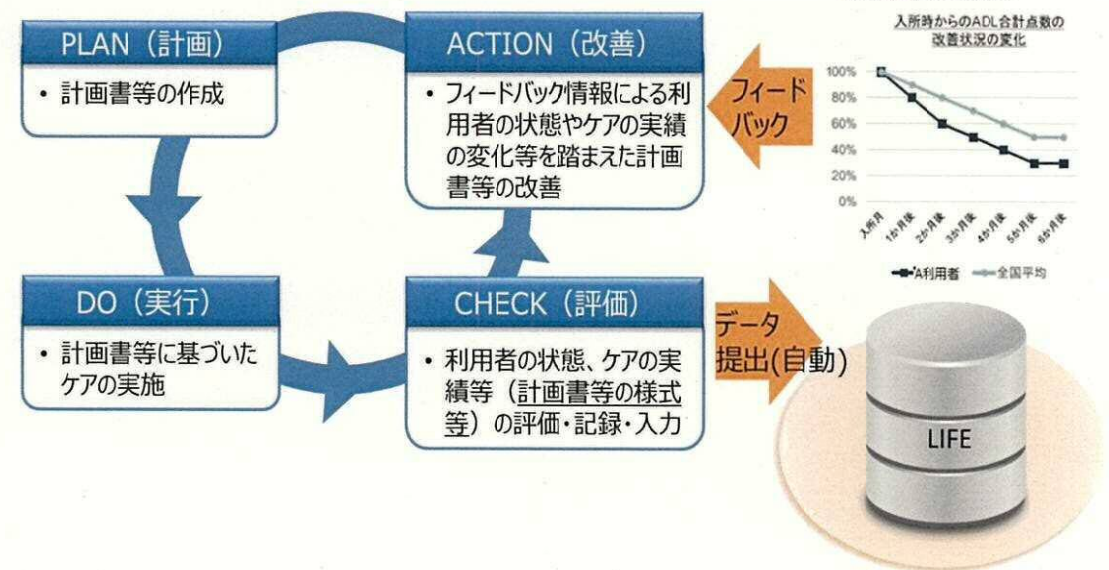 PLAN（計画）
・ 計画書等の作成
ACTION（改善）
・ フィードバック情報による利
用者の状態やケアの実績
の変化等を踏まえた計画
書等の改善
フィード
バック
入所時からのADL合計点数の
改善状況の変化
100%
80%
60%
40%
20%
0%
入所月
1か月後
2か月後
3か月後
4か月後
5か月後
6か月後
A利用者
全国平均
DO（実行）
・ 計画書等に基づいた
ケアの実施
CHECK（評価）
・ 利用者の状態、ケアの実
績等（計画書等の様式
等）の評価・記録・入力
データ
提出(自動)
LIFE